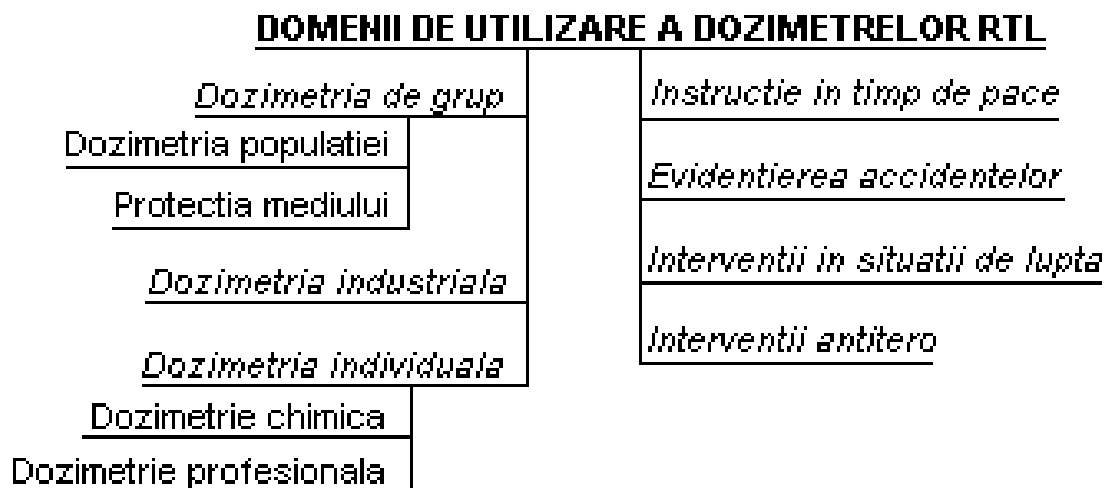 DOMENII DE UTILIZARE A DOZIMETRELOR RTL
Dozimetria de grup
Dozimetria populatiei
Protectia mediului
Dozimetria industriala
Dozimetria individuala
Dozimetrie chimica
Dozimetrie profesionala
Instructie in timp de pace
Evidentierea accidentelor
Interventii in situatii de lupta
Interventii antitero